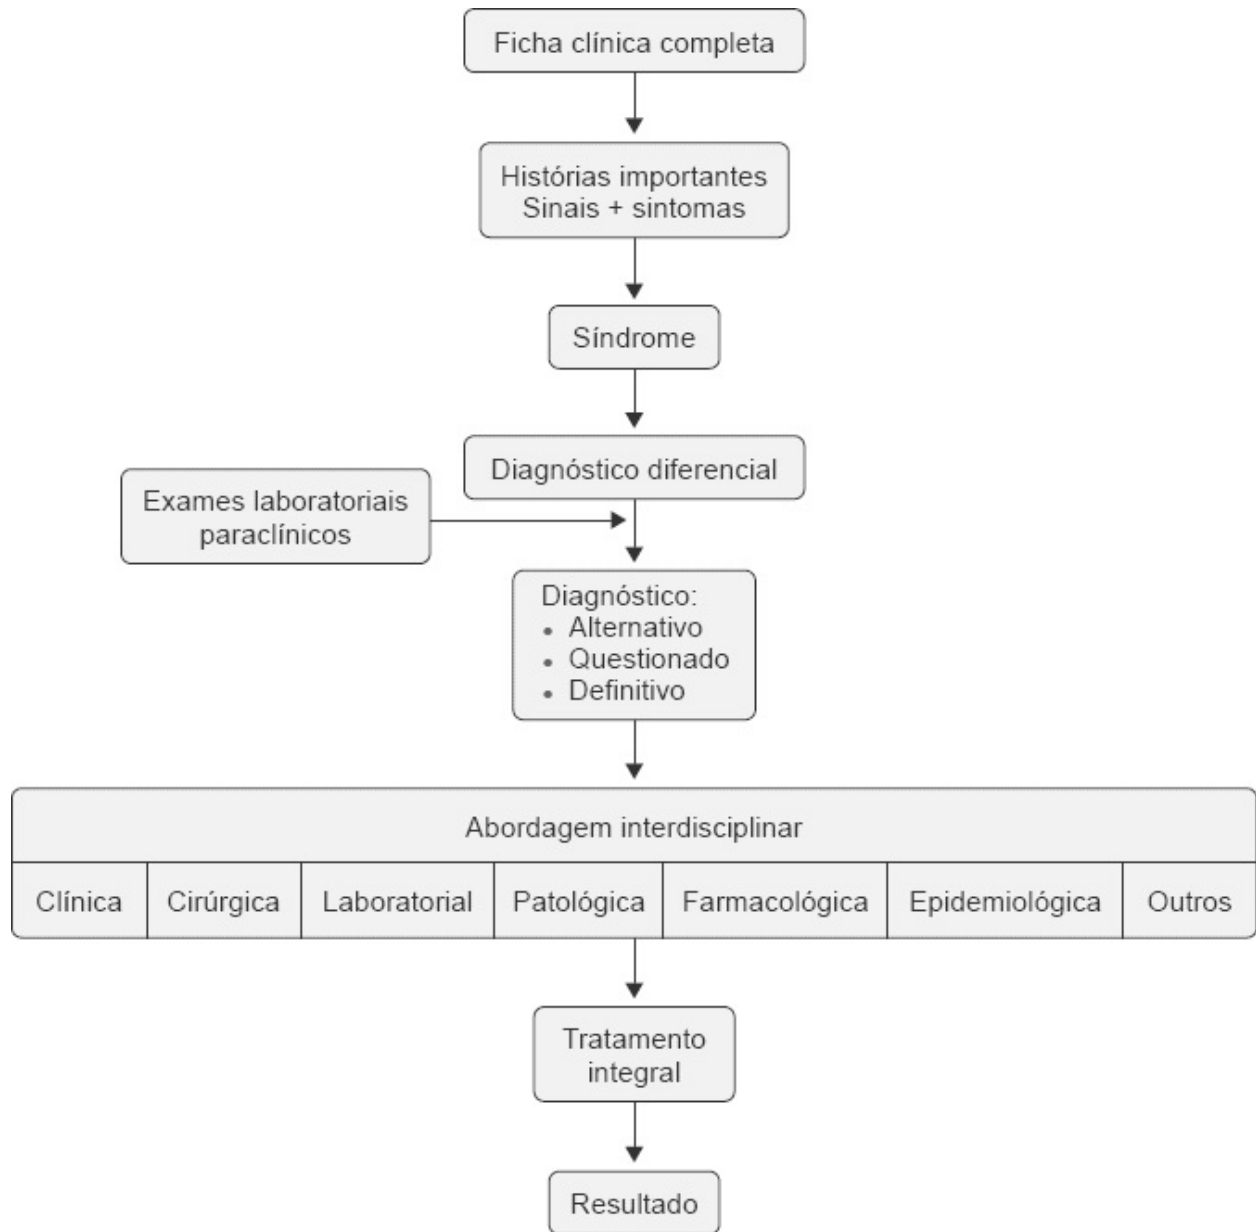 Ficha clínica completa
Histórias importantes
Sinais + sintomas
Síndrome
Diagnóstico diferencial
Exames laboratoriais
paraclínicos
Diagnóstico:
• Alternativo
• Questionado
• Definitivo
Abordagem interdisciplinar
Clínica Cirúrgica Laboratorial Patológica Farmacológica Epidemiológica Outros
Tratamento
integral
Resultado